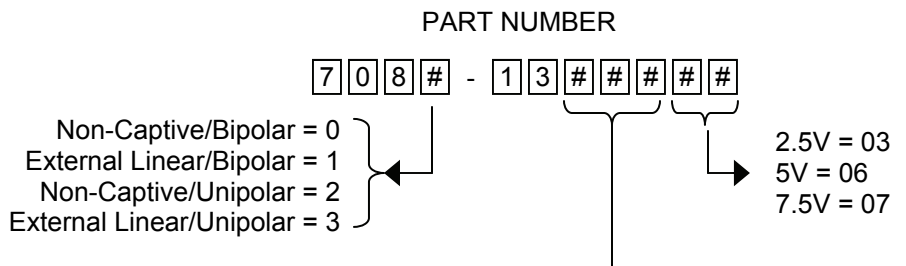 PART NUMBER
7 0 8 # - 1 3 # # # # #
Non-Captive/Bipolar = 0
External Linear/Bipolar = 1
Non-Captive/Unipolar = 2
External Linear/Unipolar = 3
2.5V = 03
5V = 06
7.5V = 07